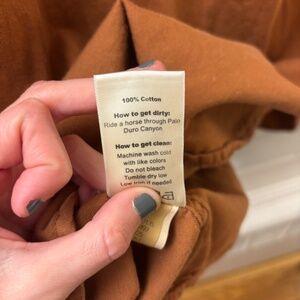 100% Cotton
How to get dirty:
Ride a horse through Palo
Duro Canyon
How to get clean:
Machine wash cold
with like colors
Do not bleach
Tumble dry low
Low iron if needed